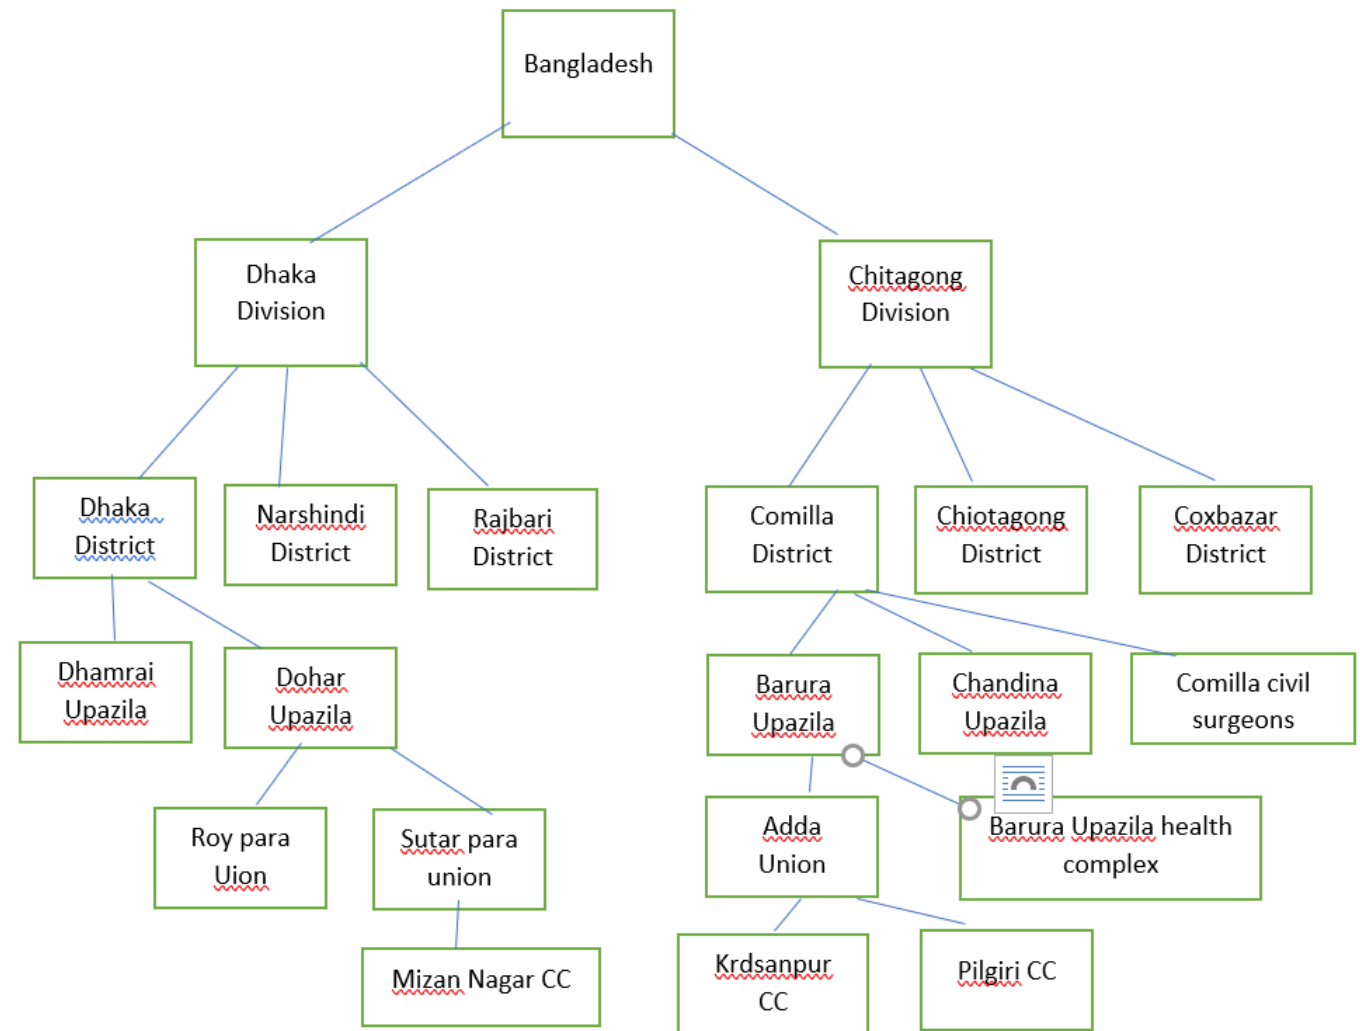 Bangladesh
Dhaka
Division
Chitagong
Division
Dhaka
District
Narshindi
District
Rajbari
District
Comilla
District
Chiotagong
District
Coxbazar
District
Dhamrai
Upazila
Dohar
Upazila
Barura
Upazila
Chandina
Upazila
Comilla civil
surgeons
Roy para
Uion
Sutar para
union
Adda
Union
Barura Upazila health
complex
Mizan Nagar CC
Krdsanpur
CC
Pilgiri CC